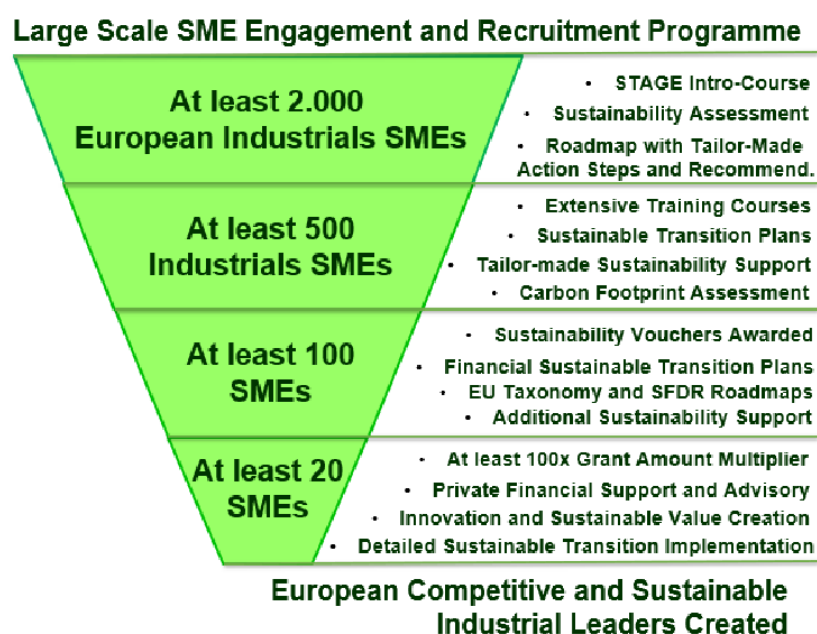 Large Scale SME Engagement and Recruitment Programme
At least 2.000
European Industrials SMEs
• STAGE Intro-Course
• Sustainability Assessment
• Roadmap with Tailor-Made
Action Steps and Recommend.
At least 500
Industrials SMEs
• Extensive Training Courses
• Sustainable Transition Plans
• Tailor-made Sustainability Support
• Carbon Footprint Assessment
At least 100
SMEs
• Sustainability Vouchers Awarded
• Financial Sustainable Transition Plans
• EU Taxonomy and SFDR Roadmaps
• Additional Sustainability Support
At least 20
SMEs
• At least 100x Grant Amount Multiplier
• Private Financial Support and Advisory
• Innovation and Sustainable Value Creation
• Detailed Sustainable Transition Implementation
European Competitive and Sustainable
Industrial Leaders Created